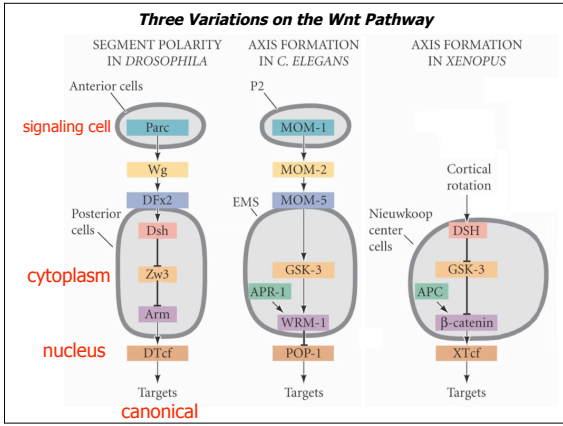 Three Variations on the Wnt Pathway
SEGMENT POLARITY
IN DROSOPHILA
AXIS FORMATION
IN C. ELEGANS
AXIS FORMATION
IN XENOPUS
Anterior cells
P2
signaling cell
Parc
MOM-1
Wg
MOM-2
Cortical
rotation
DFx2
MOM-5
Posterior
cells
EMS
Nieuwkoop
center
cells
Dsh
DSH
cytoplasm
Zw3
GSK-3
GSK-3
APR-1
APC
Arm
WRM-1
β-catenin
nucleus
DTcf
POP-1
XTcf
Targets
Targets
Targets
canonical